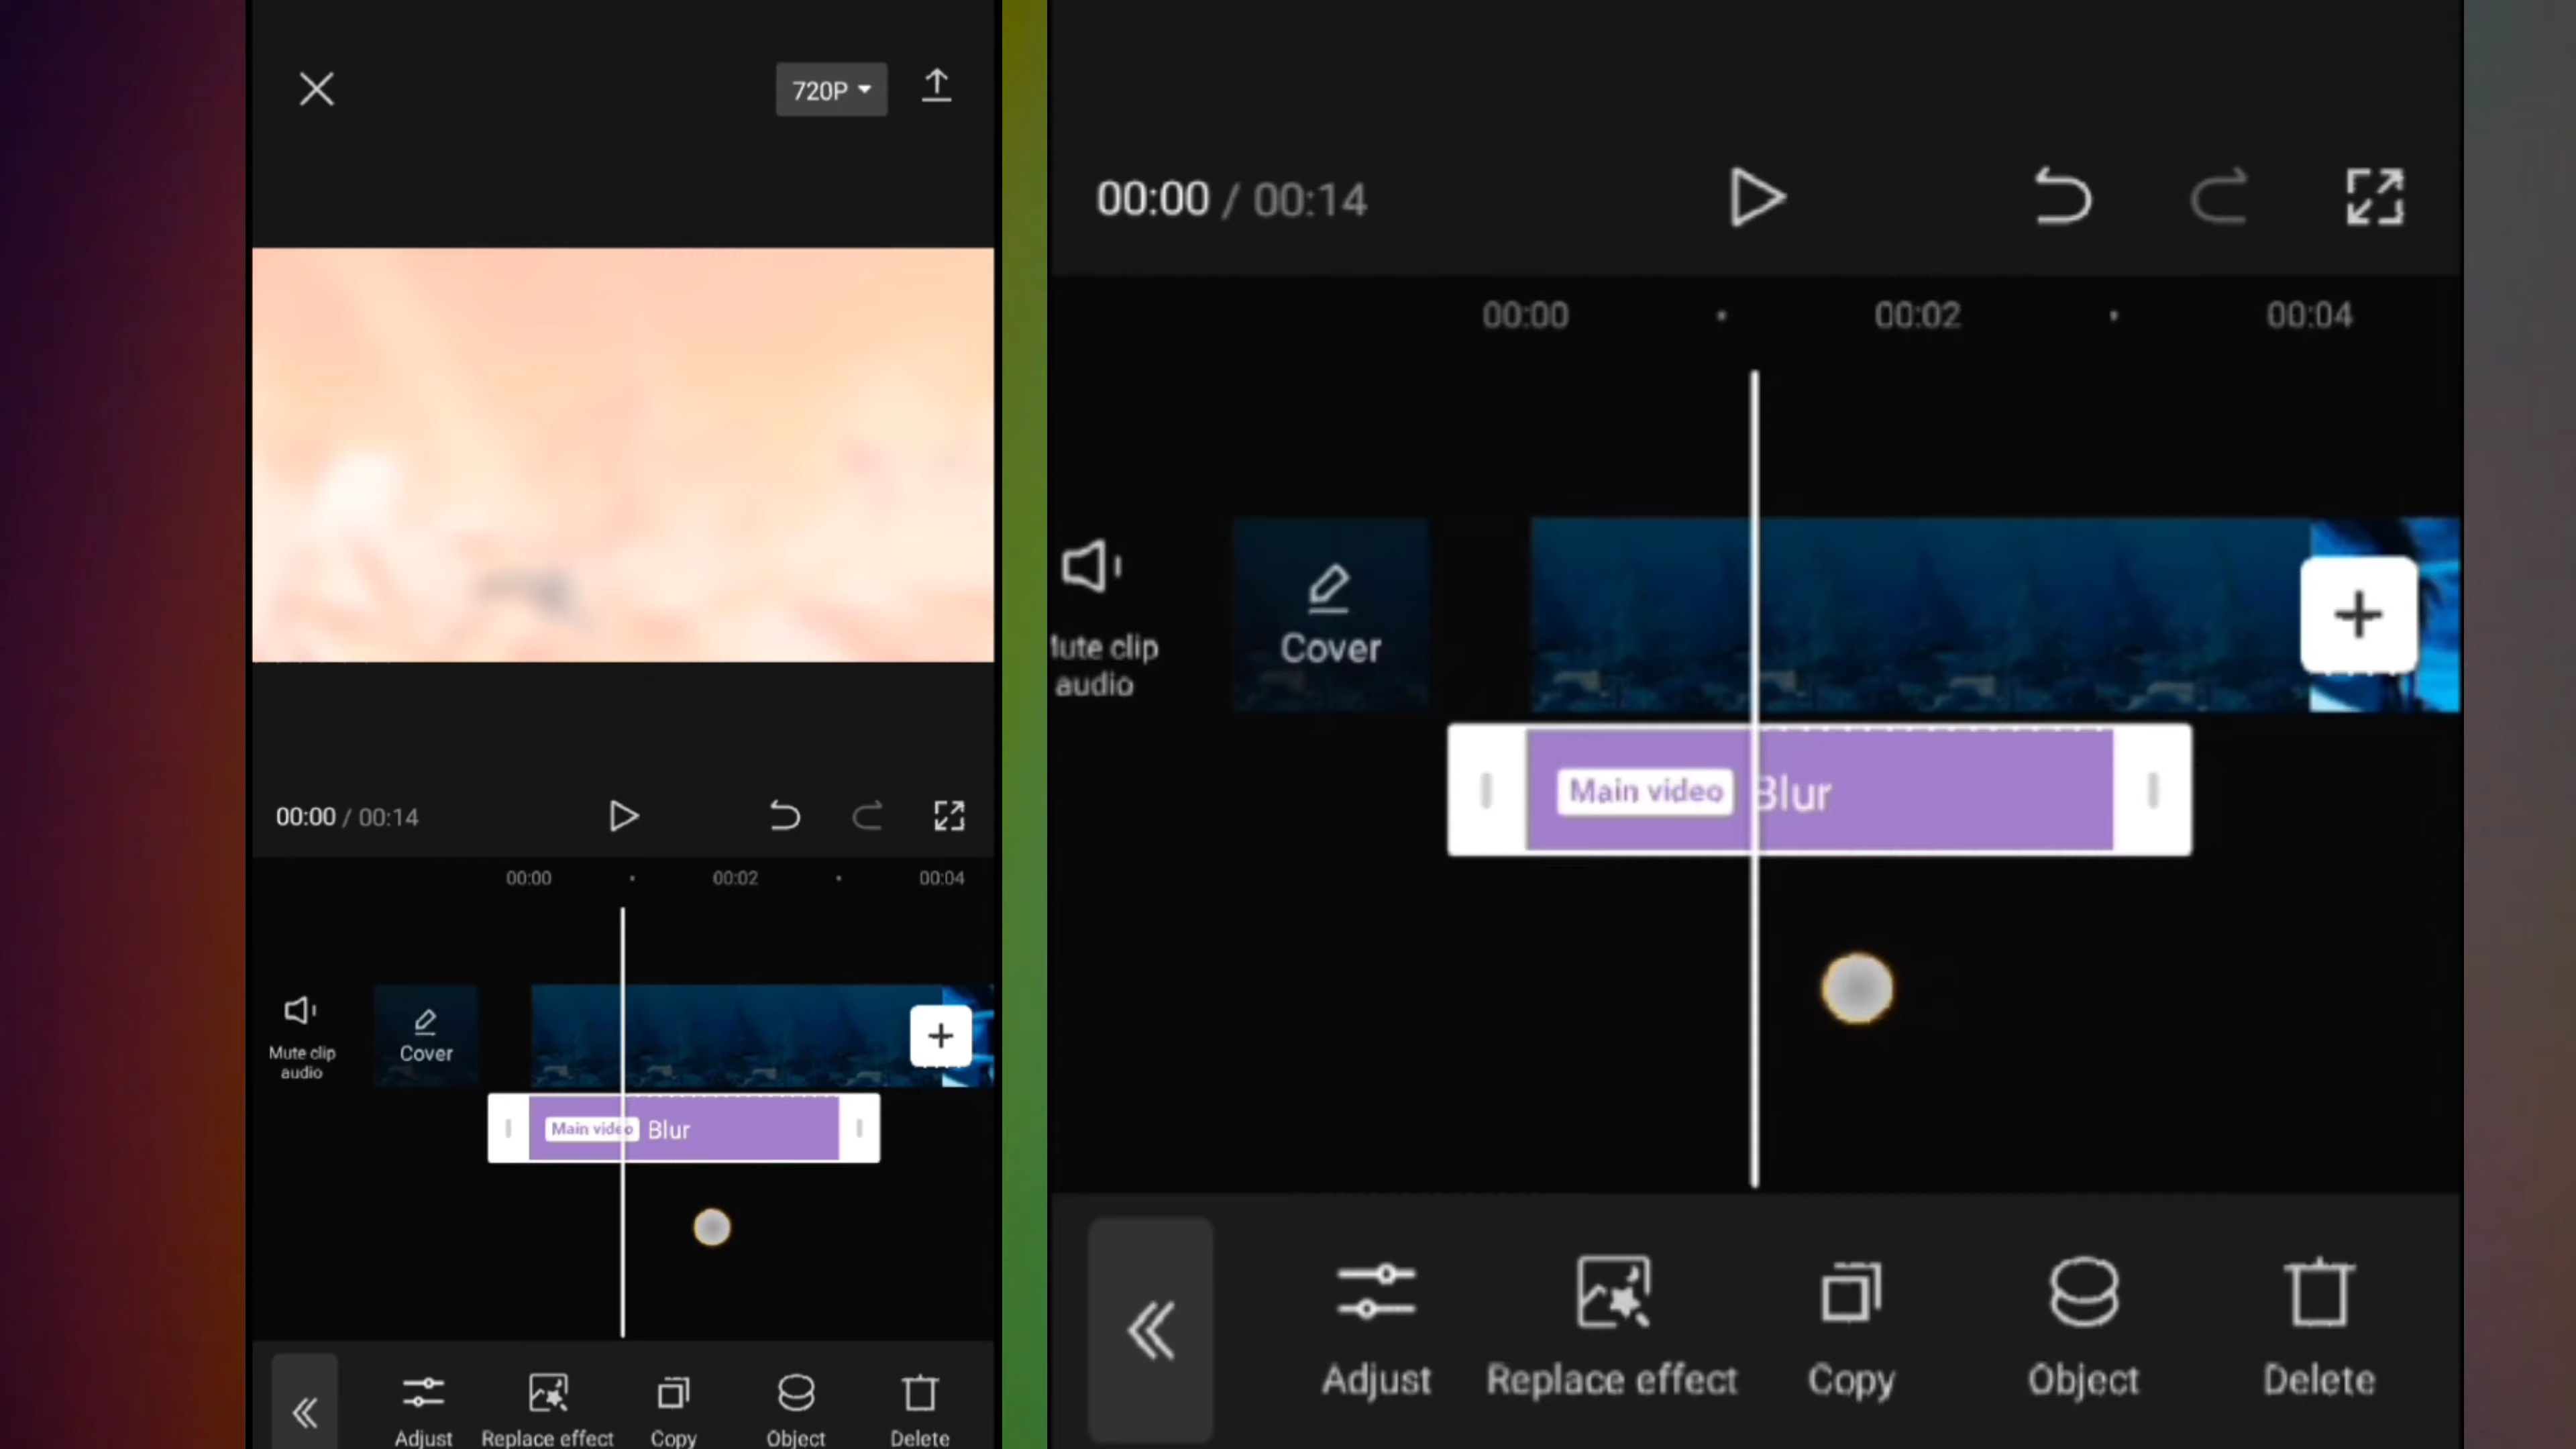 720P
00:00 / 00:14
00:00
00:02
00:04
Mute clip
audio
Cover
Main video
Blur
Adjust
Replace effect
Copy
Object
Delete
00:00 / 00:14
00:00
00:02
00:04
Mute clip
audio
Cover
Main video
Blur
Adjust
Replace effect
Copy
Object
Delete